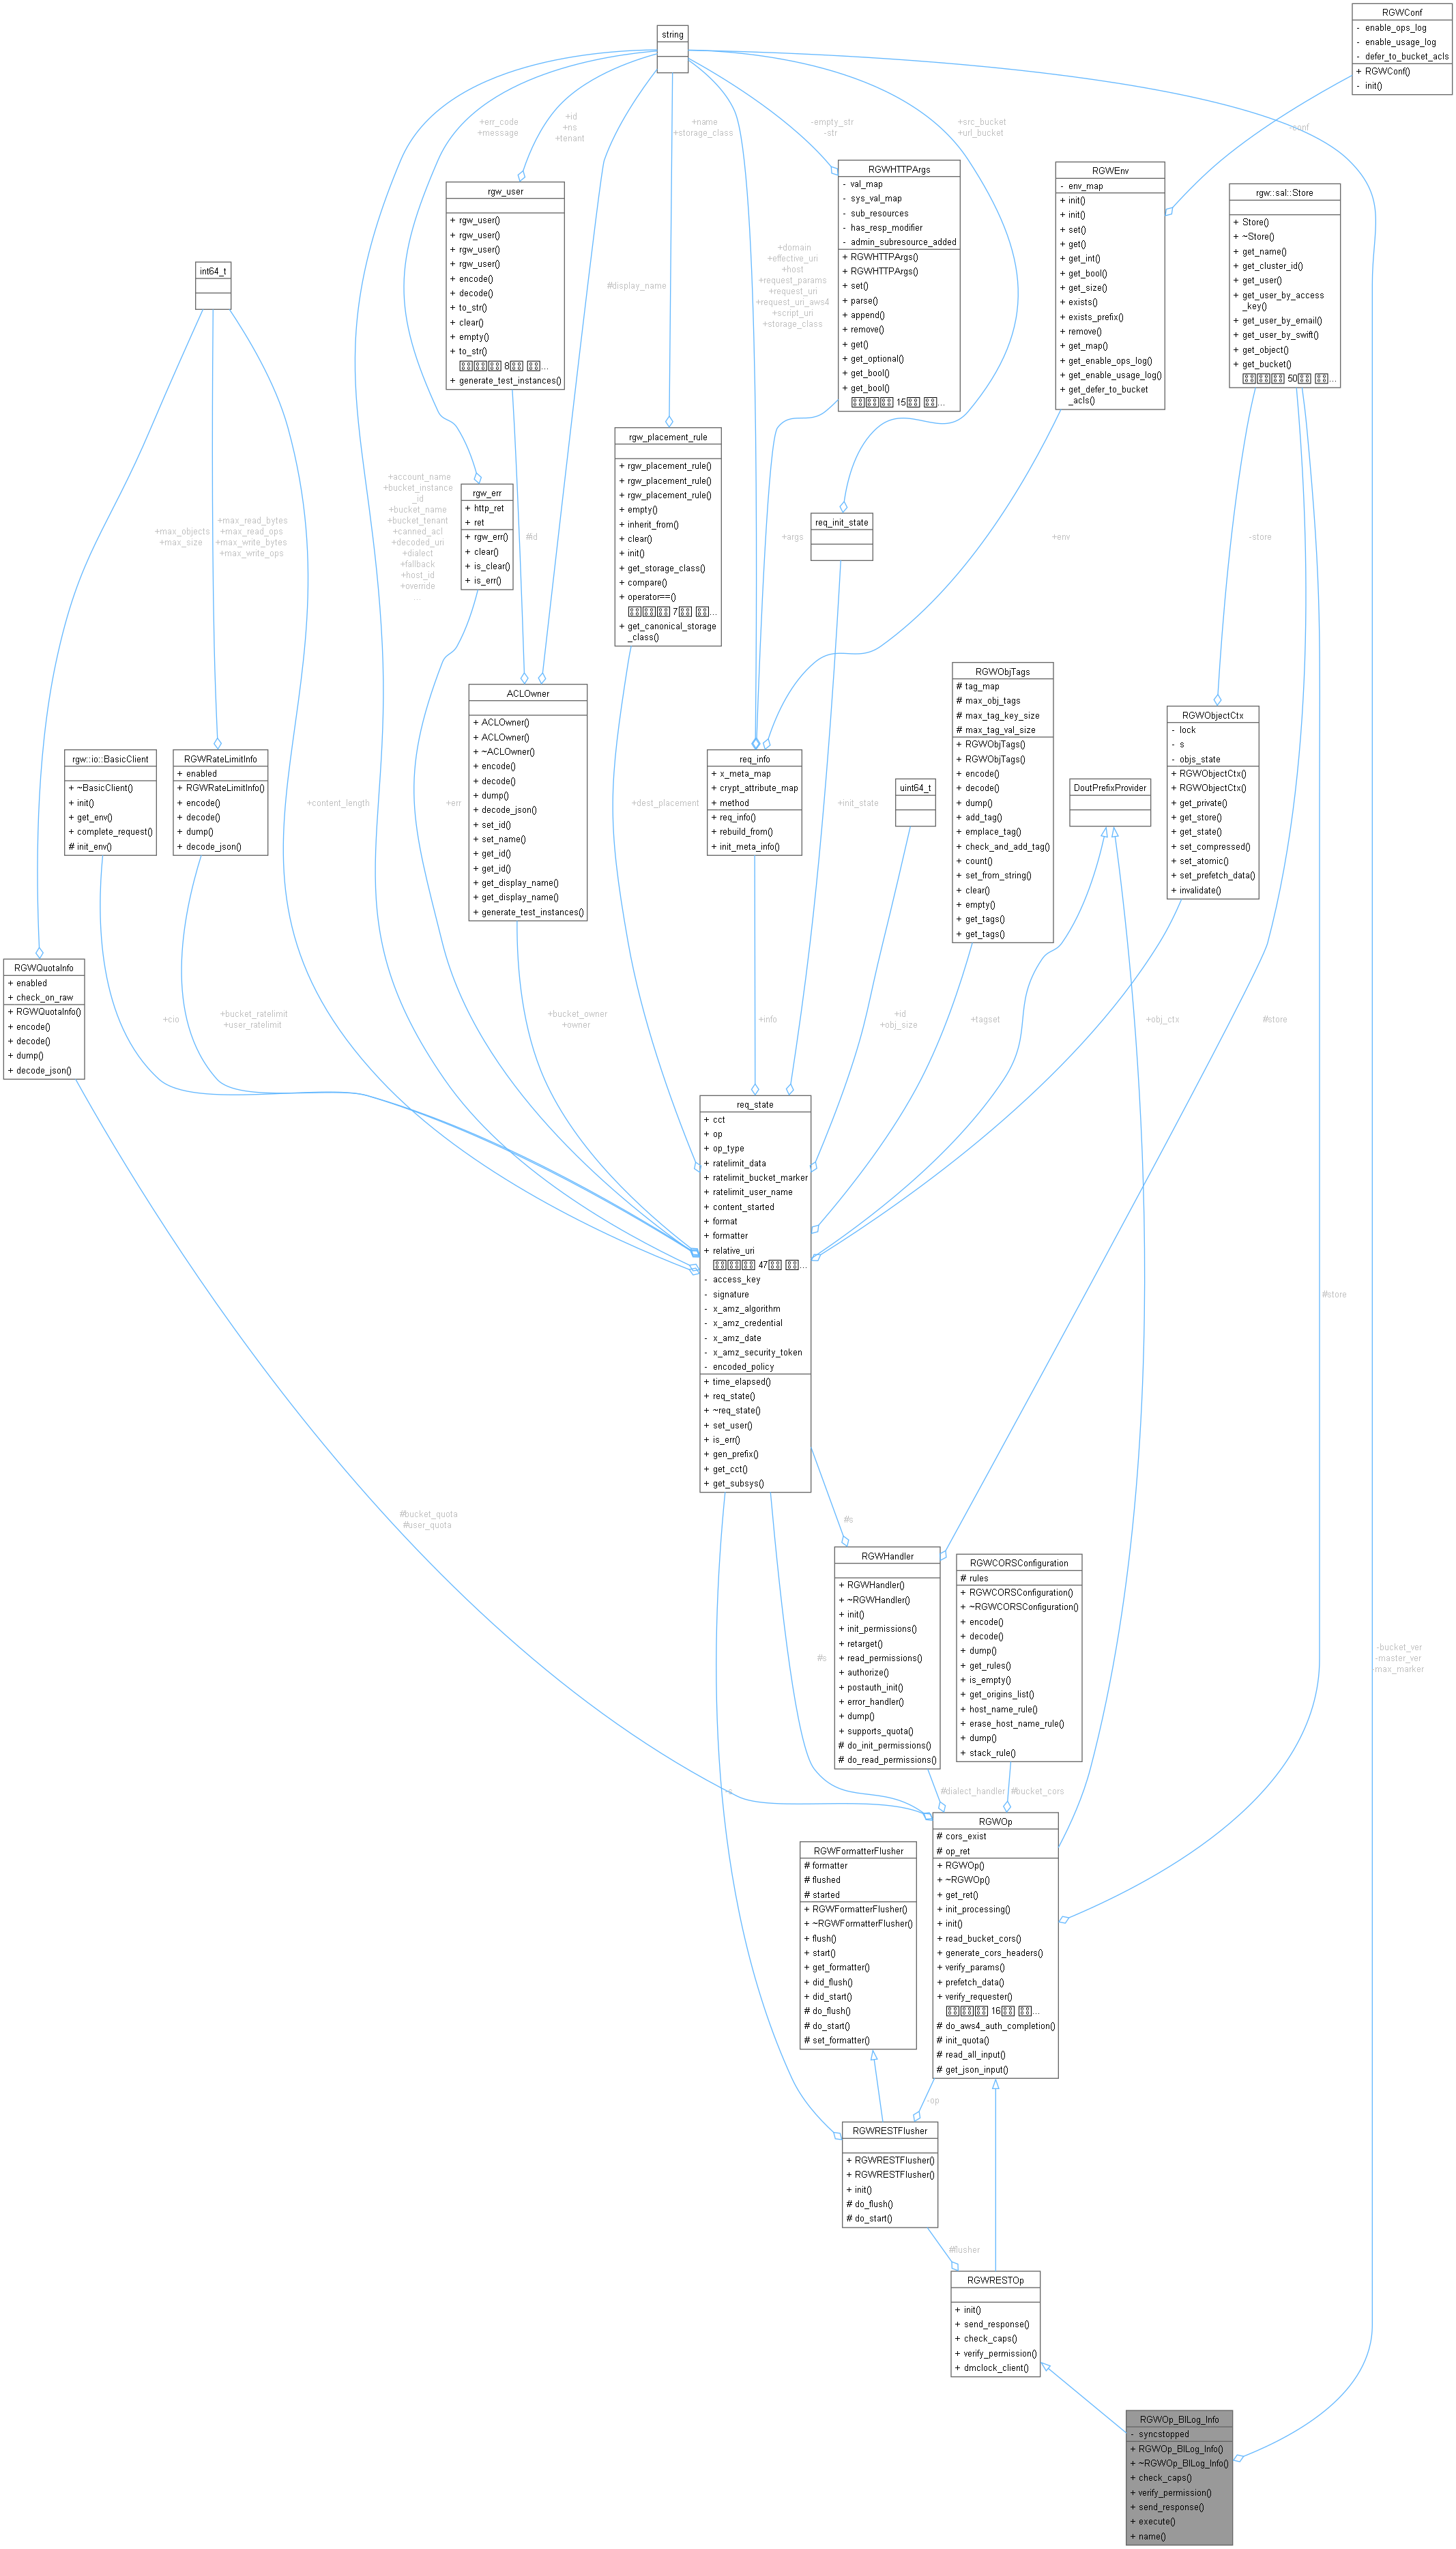 string
RGWConf
- enable_ops_log
- enable_usage_log
- defer_to_bucket_acls
+ RGWConf()
- init()
+err_code
+message
+id
+ns
+tenant
+name
+storage_class
-empty_str
-str
+src_bucket
+url_bucket
-conf
rgw_user
+ rgw_user()
+ rgw_user()
+ rgw_user()
+ rgw_user()
+ encode()
+ decode()
+ to_str()
+ clear()
+ empty()
+ to_str()
8 ...
+ generate_test_instances()
RGWHTTPArgs
- val_map
- sys_val_map
- sub_resources
- has_resp_modifier
- admin_subresource_added
+ RGWHTTPArgs()
+ RGWHTTPArgs()
+ set()
+ parse()
+ append()
+ remove()
+ get()
+ get_optional()
+ get_bool()
+ get_bool()
15 ...
RGWEnv
- env_map
+ init()
+ init()
+ set()
+ get()
+ get_int()
+ get_bool()
+ get_size()
+ exists()
+ exists_prefix()
+ remove()
+ get_map()
+ get_enable_ops_log()
+ get_enable_usage_log()
+ get_defer_to_bucket
_acls()
rgw::sal::Store
+ Store()
+ ~Store()
+ get_name()
+ get_cluster_id()
+ get_user()
+ get_user_by_access
_key()
+ get_user_by_email()
+ get_user_by_swift()
+ get_object()
+ get_bucket()
50 ...
int64_t
#display_name
+domain
+effective_uri
+host
+request_params
+request_uri
+request_uri_aws4
+script_uri
+storage_class
rgw_placement_rule
+ rgw_placement_rule()
+ rgw_placement_rule()
+ rgw_placement_rule()
+ empty()
+ inherit_from()
+ clear()
+ init()
+ get_storage_class()
+ compare()
+ operator==()
7 ...
+ get_canonical_storage
_class()
+account_name
+bucket_instance
_id
+bucket_name
+bucket_tenant
+canned_acl
+decoded_uri
+dialect
+fallback
+host_id
+override
...
rgw_err
+ http_ret
+ ret
+ rgw_err()
+ clear()
+ is_clear()
+ is_err()
req_init_state
+max_objects
+max_size
+max_read_bytes
+max_read_ops
+max_write_bytes
+max_write_ops
#id
+args
+env
-store
ACLOwner
+ ACLOwner()
+ ACLOwner()
+ ~ACLOwner()
+ encode()
+ decode()
+ dump()
+ decode_json()
+ set_id()
+ set_name()
+ get_id()
+ get_id()
+ get_display_name()
+ get_display_name()
+ generate_test_instances()
RGWObjTags
# tag_map
# max_obj_tags
# max_tag_key_size
# max_tag_val_size
+ RGWObjTags()
+ RGWObjTags()
+ encode()
+ decode()
+ dump()
+ add_tag()
+ emplace_tag()
+ check_and_add_tag()
+ count()
+ set_from_string()
+ clear()
+ empty()
+ get_tags()
+ get_tags()
RGWObjectCtx
- lock
- s
- objs_state
+ RGWObjectCtx()
+ RGWObjectCtx()
+ get_private()
+ get_store()
+ get_state()
+ set_compressed()
+ set_atomic()
+ set_prefetch_data()
+ invalidate()
rgw::io::BasicClient
+ ~BasicClient()
+ init()
+ get_env()
+ complete_request()
# init_env()
RGWRateLimitInfo
+ enabled
+ RGWRateLimitInfo()
+ encode()
+ decode()
+ dump()
+ decode_json()
req_info
+ x_meta_map
+ crypt_attribute_map
+ method
+ req_info()
+ rebuild_from()
+ init_meta_info()
uint64_t
DoutPrefixProvider
+content_length
+err
+dest_placement
+init_state
RGWQuotaInfo
+ enabled
+ check_on_raw
+ RGWQuotaInfo()
+ encode()
+ decode()
+ dump()
+ decode_json()
+cio
+bucket_ratelimit
+user_ratelimit
+bucket_owner
+owner
+info
+id
+obj_size
+tagset
+obj_ctx
#store
req_state
+ cct
+ op
+ op_type
+ ratelimit_data
+ ratelimit_bucket_marker
+ ratelimit_user_name
+ content_started
+ format
+ formatter
+ relative_uri
47 ...
- access_key
- signature
- x_amz_algorithm
- x_amz_credential
- x_amz_date
- x_amz_security_token
- encoded_policy
+ time_elapsed()
+ req_state()
+ ~req_state()
+ set_user()
+ is_err()
+ gen_prefix()
+ get_cct()
+ get_subsys()
#store
#bucket_quota
#user_quota
#s
RGWHandler
+ RGWHandler()
+ ~RGWHandler()
+ init()
+ init_permissions()
+ retarget()
+ read_permissions()
+ authorize()
+ postauth_init()
+ error_handler()
+ dump()
+ supports_quota()
# do_init_permissions()
# do_read_permissions()
RGWCORSConfiguration
# rules
+ RGWCORSConfiguration()
+ ~RGWCORSConfiguration()
+ encode()
+ decode()
+ dump()
+ get_rules()
+ is_empty()
+ get_origins_list()
+ host_name_rule()
+ erase_host_name_rule()
+ dump()
+ stack_rule()
#s
-bucket_ver
-master_ver
max_marker
#dialect_handler
#bucket_cors
RGWOp
# cors_exist
# op_ret
+ RGWOp()
+ ~RGWOp()
+ get_ret()
+ init_processing()
+ init()
+ read_bucket_cors()
+ generate_cors_headers()
+ verify_params()
+ prefetch_data()
+ verify_requester()
16 ...
# do_aws4_auth_completion()
# init_quota()
# read_all_input()
# get_json_input()
RGWFormatterFlusher
# formatter
# flushed
# started
+ RGWFormatterFlusher()
+ ~RGWFormatterFlusher()
+ flush()
+ start()
+ get_formatter()
+ did_flush()
+ did_start()
# do_flush()
# do_start()
# set_formatter()
-op
RGWRESTFlusher
+ RGWRESTFlusher()
+ RGWRESTFlusher()
+ init()
# do_flush()
# do_start()
#flusher
RGWRESTOp
+ init()
+ send_response()
+ check_caps()
+ verify_permission()
+ dmclock_client()
RGWOp_BILog_Info
- syncstopped
+ RGWOp_BILog_Info()
+ ~RGWOp_BILog_Info()
+ check_caps()
+ verify_permission()
+ send_response()
+ execute()
+ name()